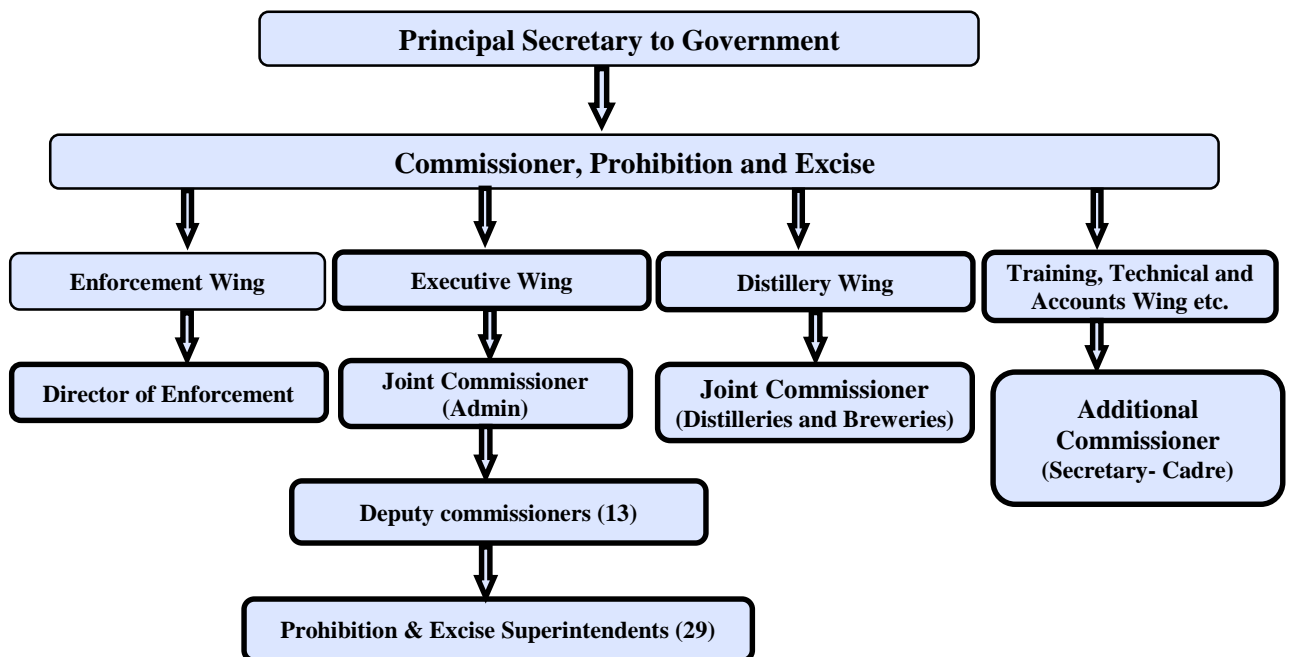 Principal Secretary to Government
Commissioner, Prohibition and Excise
Enforcement Wing
Executive Wing
Distillery Wing
Training, Technical and
Accounts Wing etc.
Director of Enforcement
Joint Commissioner
(Admin)
Joint Commissioner
(Distilleries and Breweries)
Additional
Commissioner
(Secretary- Cadre)
Deputy commissioners (13)
Prohibition & Excise Superintendents (29)